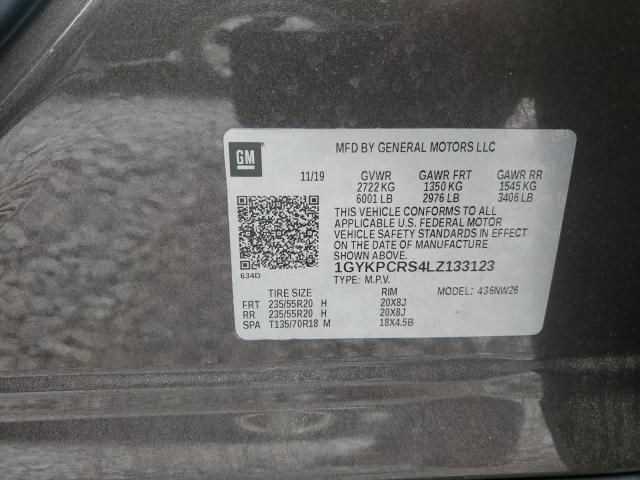 GM
MFD BY GENERAL MOTORS LLC
11/19 GVWR GAWR FRT GAWR RR
2722 KG 1350 KG 1545 KG
6001 LB 2976 LB 3406 LB
THIS VEHICLE CONFORMS TO ALL
APPLICABLE U.S. FEDERAL MOTOR
VEHICLE SAFETY STANDARDS IN EFFECT
ON THE DATE OF MANUFACTURE
SHOWN ABOVE.
634D
1GYKPCRS4LZ133123
TYPE: M.P.V.
TIRE SIZE RIM MODEL: 436NW26
FRT 235/55R20 H 20X8J
RR 235/55R20 H 20X8J
SPA T135/70R18 M 18X4.5B